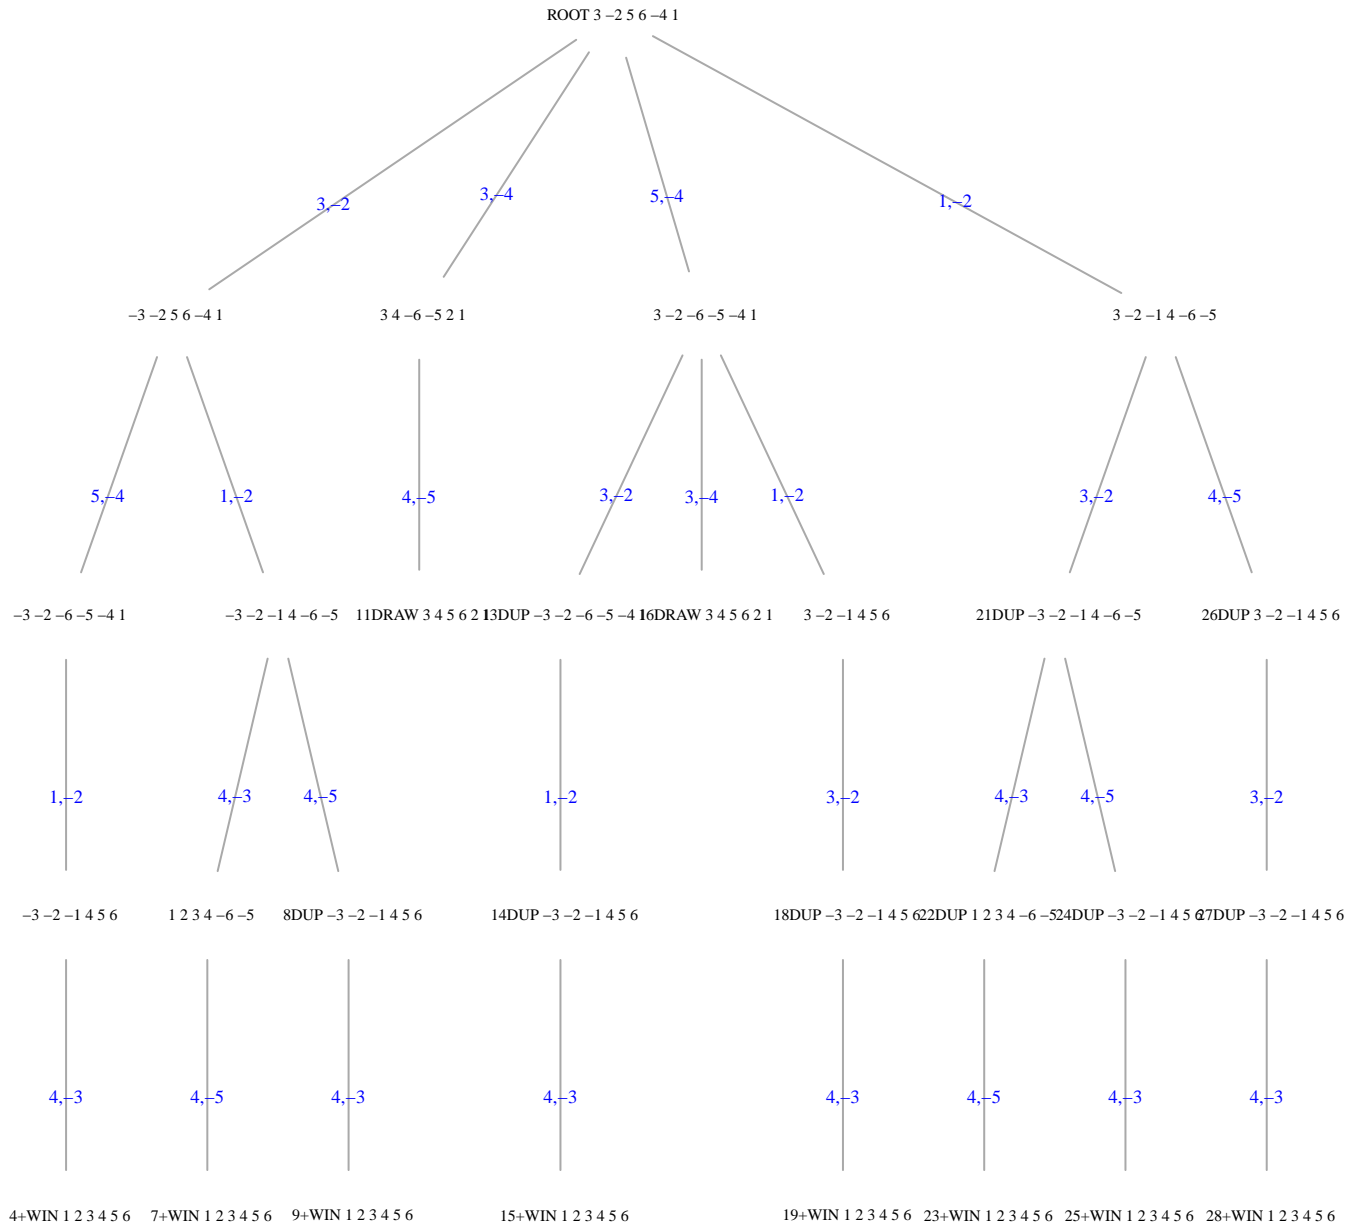 ROOT 3 −2 5 6 −4 1
3,−2
3,−4
5,−4
1,−2
−3 −2 5 6 −4 1
3 4 −6 −5 2 1
3 −2 −6 −5 −4 1
3 −2 −1 4 −6 −5
5,−4
1,−2
4,−5
3,−2
3,−4
1,−2
3,−2
4,−5
−3 −2 −6 −5 −4 1
−3 −2 −1 4 −6 −5
11DRAW 3 4 5 6 2 1
13DUP −3 −2 −6 −5 −4 1
16DRAW 3 4 5 6 2 1
3 −2 −1 4 5 6
21DUP −3 −2 −1 4 −6 −5
26DUP 3 −2 −1 4 5 6
1,−2
4,−3
4,−5
1,−2
3,−2
4,−3
4,−5
3,−2
−3 −2 −1 4 5 6
1 2 3 4 −6 −5
8DUP −3 −2 −1 4 5 6
14DUP −3 −2 −1 4 5 6
18DUP −3 −2 −1 4 5 6
22DUP 1 2 3 4 −6 −5
24DUP −3 −2 −1 4 5 6
27DUP −3 −2 −1 4 5 6
4,−3
4,−5
4,−3
4,−3
4,−3
4,−5
4,−3
4,−3
4+WIN 1 2 3 4 5 6
7+WIN 1 2 3 4 5 6
9+WIN 1 2 3 4 5 6
15+WIN 1 2 3 4 5 6
19+WIN 1 2 3 4 5 6
23+WIN 1 2 3 4 5 6
25+WIN 1 2 3 4 5 6
28+WIN 1 2 3 4 5 6